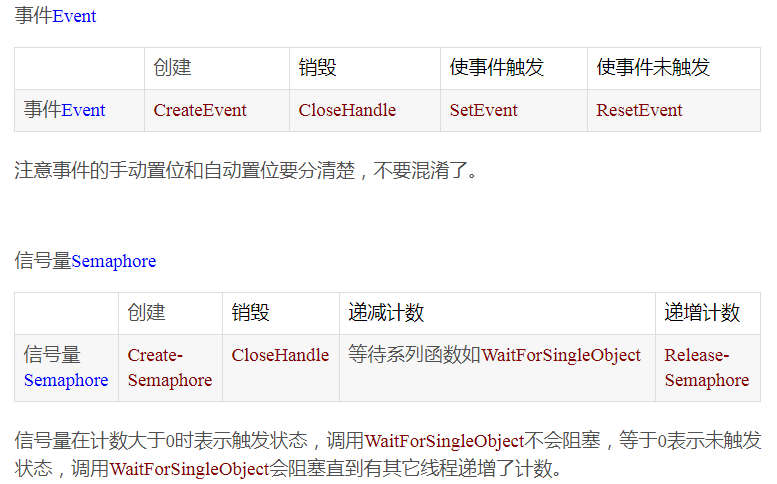 事件Event
创建 销毁 使事件触发 使事件未触发
事件Event CreateEvent CloseHandle SetEvent ResetEvent
注意事件的手动置位和自动置位要分清楚，不要混淆了。
信号量Semaphore
创建 销毁 递减计数 递增计数
信号量 Create- CloseHandle 等待系列函数如WaitForSingleObject Release-
Semaphore Semaphore Semaphore
信号量在计数大于0时表示触发状态，调用WaitForSingleObject不会阻塞，等于0表示未触发
状态，调用WaitForSingleObject会阻塞直到有其它线程递增了计数。